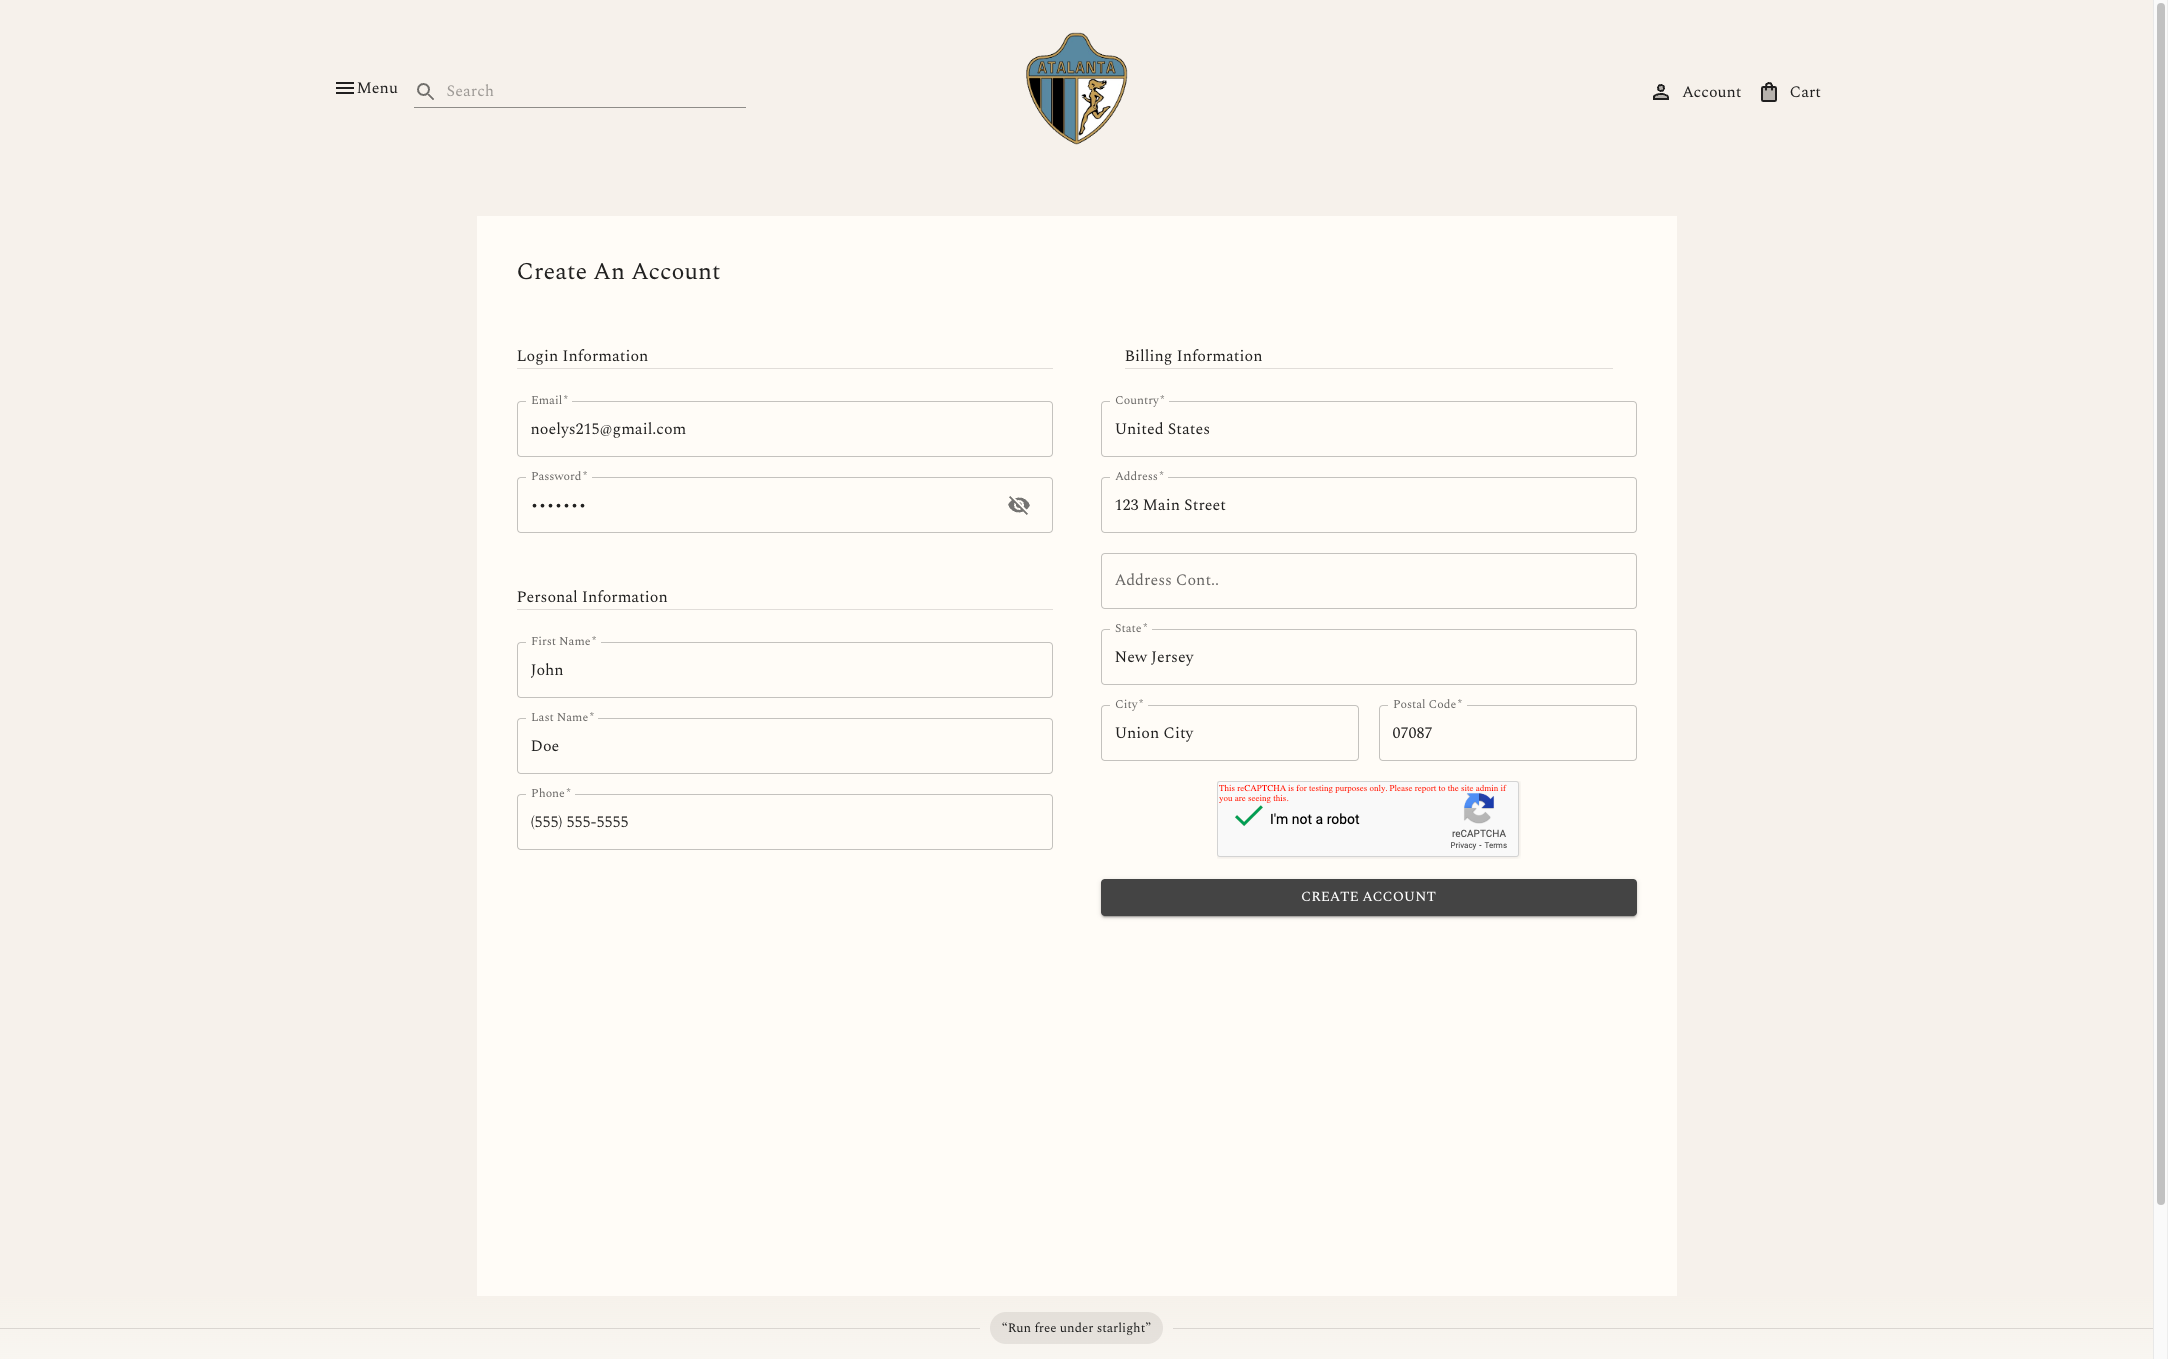 Menu
Search
ATALANTA
Account
Cart
Create An Account
Login Information
Email*
noelys215@gmail.com
Password*
•••••••
Personal Information
First Name*
John
Last Name*
Doe
Phone*
(555) 555-5555
Billing Information
Country*
United States
Address*
123 Main Street
Address Cont..
State*
New Jersey
City*
Union City
Postal Code*
07087
This reCAPTCHA is for testing purposes only. Please report to the site admin if
you are seeing this.
I'm not a robot
reCAPTCHA
Privacy - Terms
CREATE ACCOUNT
“Run free under starlight”